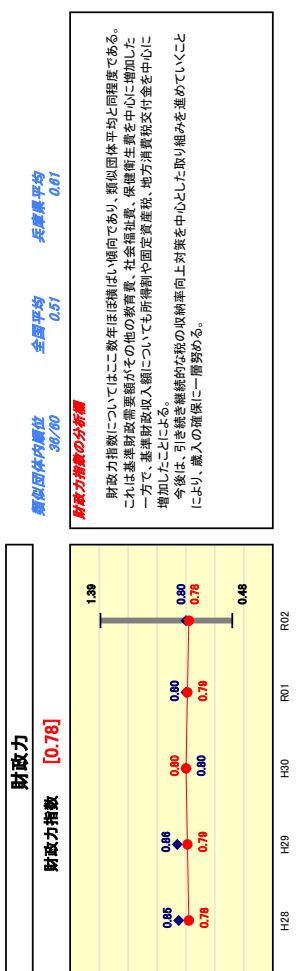 財政力
財政力指数 [0.78]
1.39
0.85
0.86
0.80
0.80
0.80
0.78
0.79
0.80
0.79
0.78
0.48
H28
H29
H30
R01
R02
類似団体内順位
36/60
全国平均
0.51
兵庫県平均
0.61
財政力指数の分析欄
財政力指数についてはここ数年ほぼ横ばい傾向であり、類似団体平均と同程度である。
これは基準財政需要額がその他の教育費、社会福祉費、保健衛生費を中心に増加した
一方で、基準財政収入額についても所得割や固定資産税、地方消費税交付金を中心に
増加したことによる。
今後は、引き続き継続的な税の収納率向上対策を中心とした取り組みを進めていくこと
により、歳入の確保に一層努める。